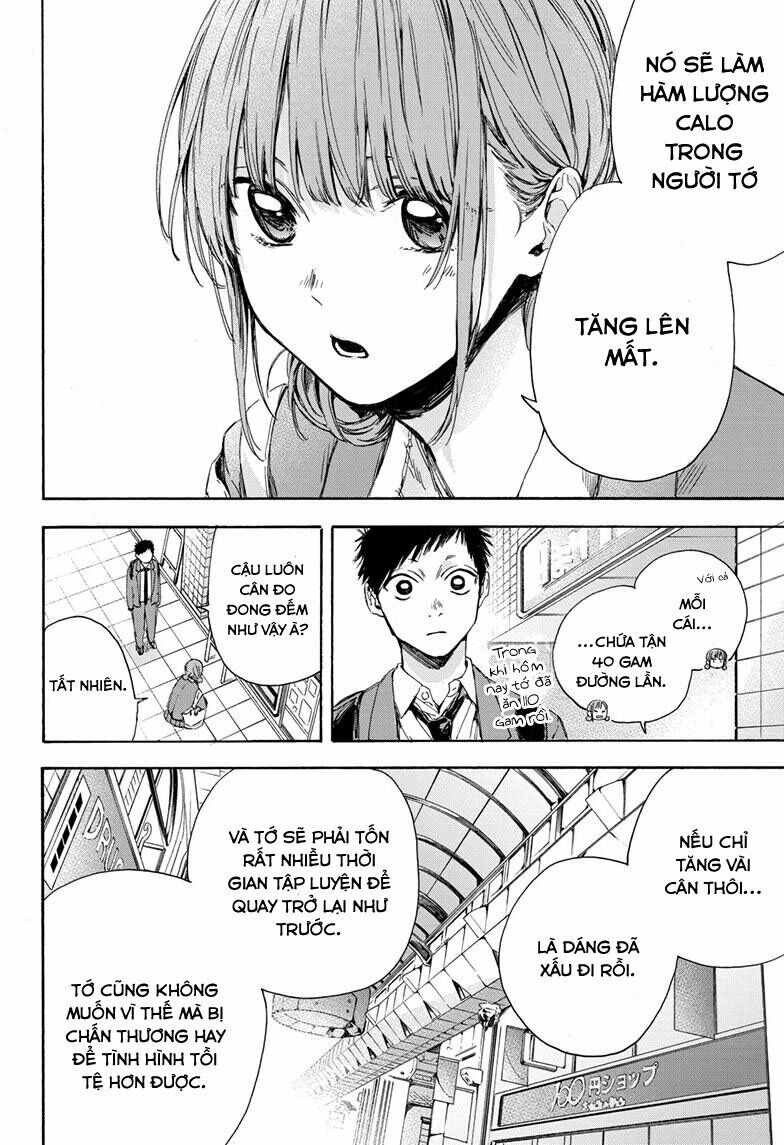 NÓ SẼ LÀM
HÀM LƯỢNG
CALO
TRONG
NGƯỜI TỚ
TĂNG LÊN
MẤT.
Với cả
MỖI
CÁI...
...CHỨA TẬN
40 GAM
ĐƯỜNG LẬN.
Trong
khi hôm
nay tớ đã
ăn 110
gam rồi.
CẬU LUÔN
CÂN ĐO
ĐONG ĐẾM
NHƯ VẬY À?
TẤT NHIÊN.
NẾU CHỈ
TĂNG VÀI
CÂN THÔI...
LÀ DÁNG ĐÃ
XẤU ĐI RỒI.
VÀ TỚ SẼ PHẢI TỐN
RẤT NHIỀU THỜI
GIAN TẬP LUYỆN ĐỂ
QUAY TRỞ LẠI NHƯ
TRƯỚC.
TỚ CŨNG KHÔNG
MUỐN VÌ THẾ MÀ BỊ
CHẤN THƯƠNG HAY
ĐỂ TÌNH HÌNH TỒI
TỆ HƠN ĐƯỢC.
DRUG
100円ショップ